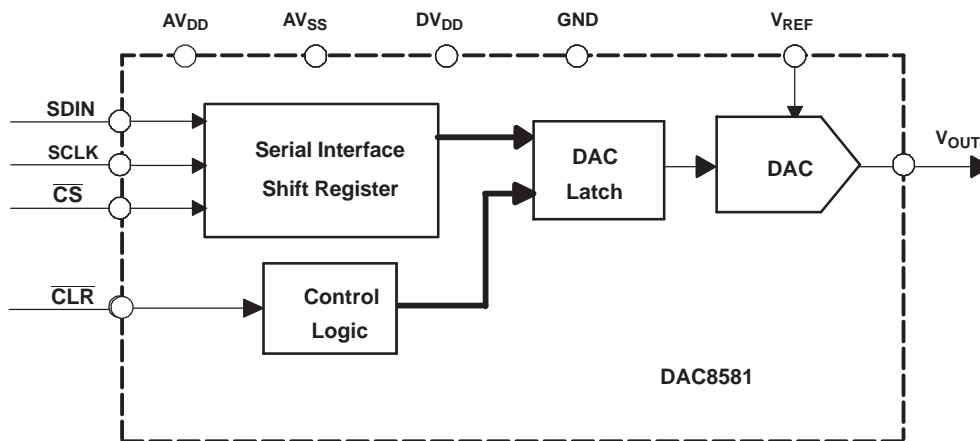 AVDD AVSS DVDD GND VREF
SDIN
SCLK
CS
CLR
Serial Interface
Shift Register
DAC
Latch
DAC
VOUT
Control
Logic
DAC8581